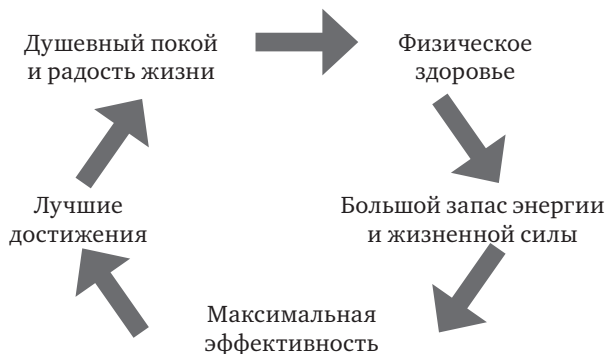 Душевный покой
и радость жизни
Физическое
здоровье
Большой запас энергии
и жизненной силы
Максимальная
эффективность
Лучшие
достижения